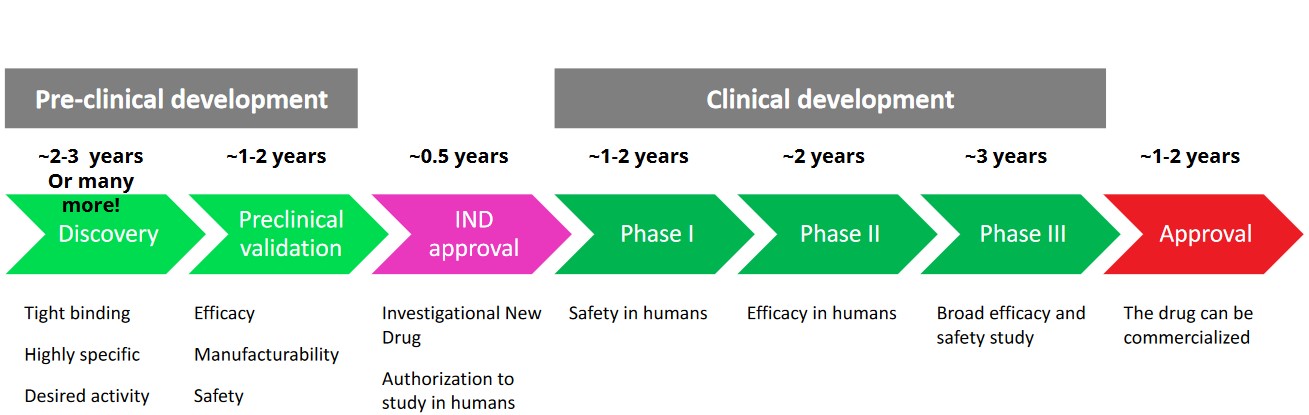 Pre-clinical development
Clinical development
~2-3 years
Or many
more!
~1-2 years
~0.5 years
~1-2 years
~2 years
~3 years
~1-2 years
Discovery
Preclinical
validation
IND
approval
Phase I
Phase II
Phase III
Approval
Tight binding
Highly specific
Desired activity
Efficacy
Manufacturability
Safety
Investigational New
Drug
Authorization to
study in humans
Safety in humans
Efficacy in humans
Broad efficacy and
safety study
The drug can be
commercialized